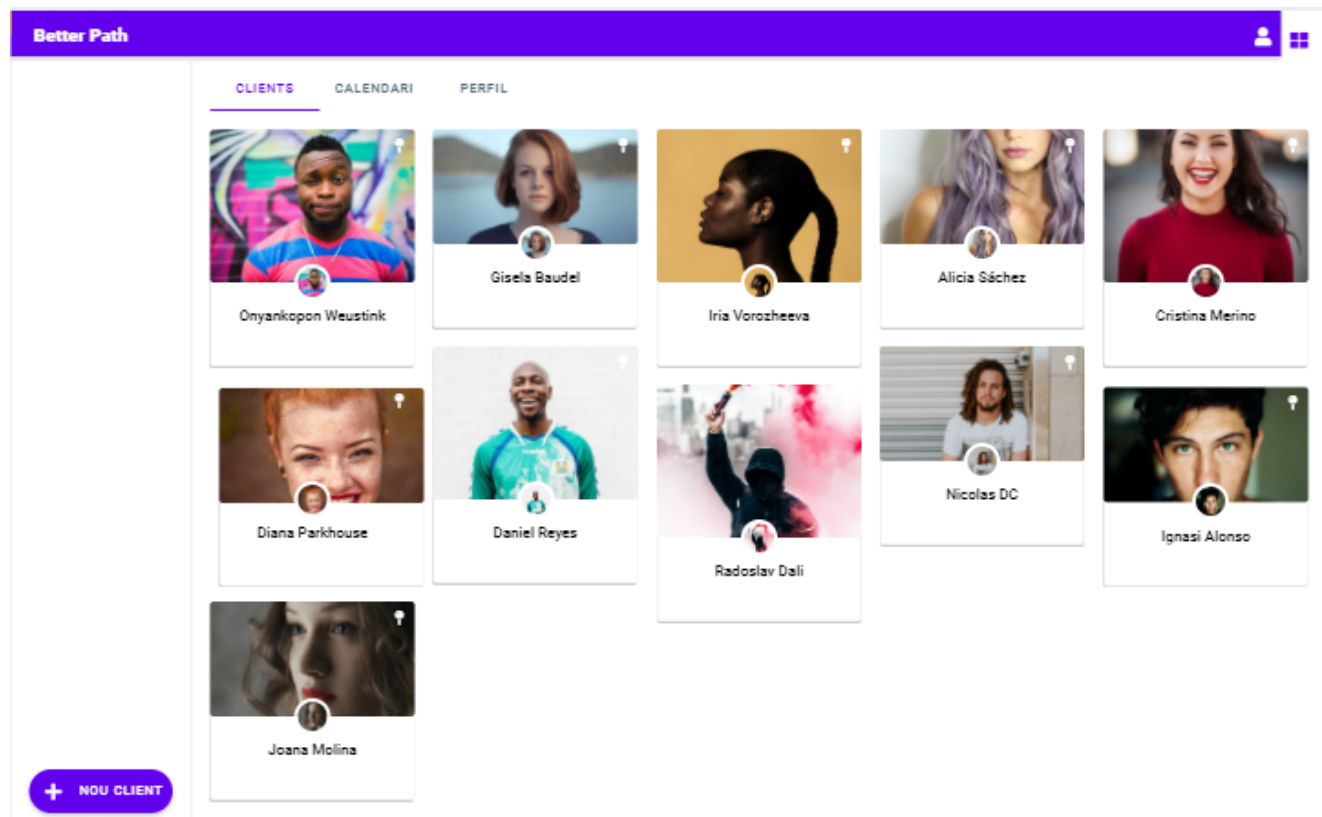 Better Path
CLIENTS CALENDARI PERFIL
Onyankopon Weustink
Gisela Baudel
Iria Vorozheeva
Alicia Sáchez
Cristina Merino
Diana Parkhouse
Daniel Reyes
Radoslav Dali
Nicolas DC
Ignasi Alonso
Joana Molina
NOU CLIENT